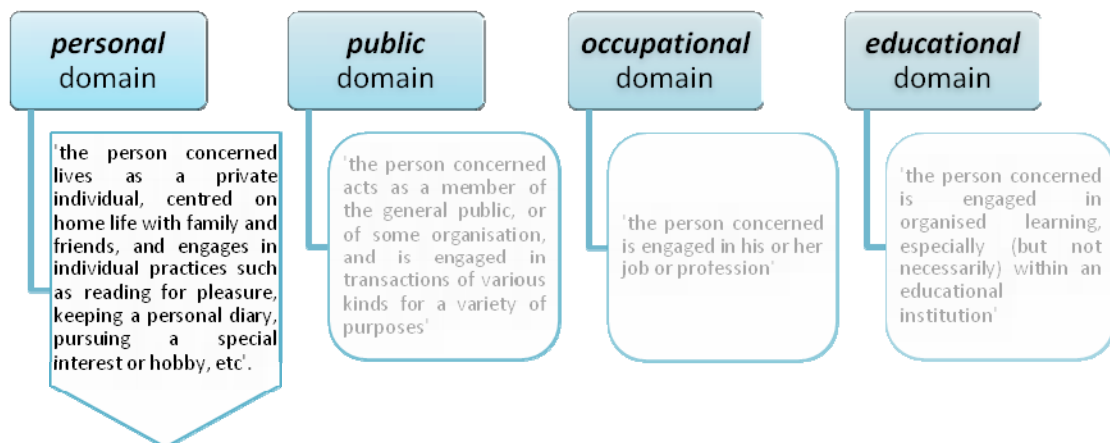 personal
domain
'the person concerned
lives as a private
individual, centred on
home life with family and
friends, and engages in
individual practices such
as reading for pleasure,
keeping a personal diary,
pursuing a special
interest or hobby, etc'.
public
domain
'the person concerned
acts as a member of
the general public, or
of some organisation,
and is engaged in
transactions of various
kinds for a variety of
purposes'
occupational
domain
'the person concerned
is engaged in his or her
job or profession'
educational
domain
'the person concerned
is engaged in
organised learning,
especially (but not
necessarily) within an
educational
institution'